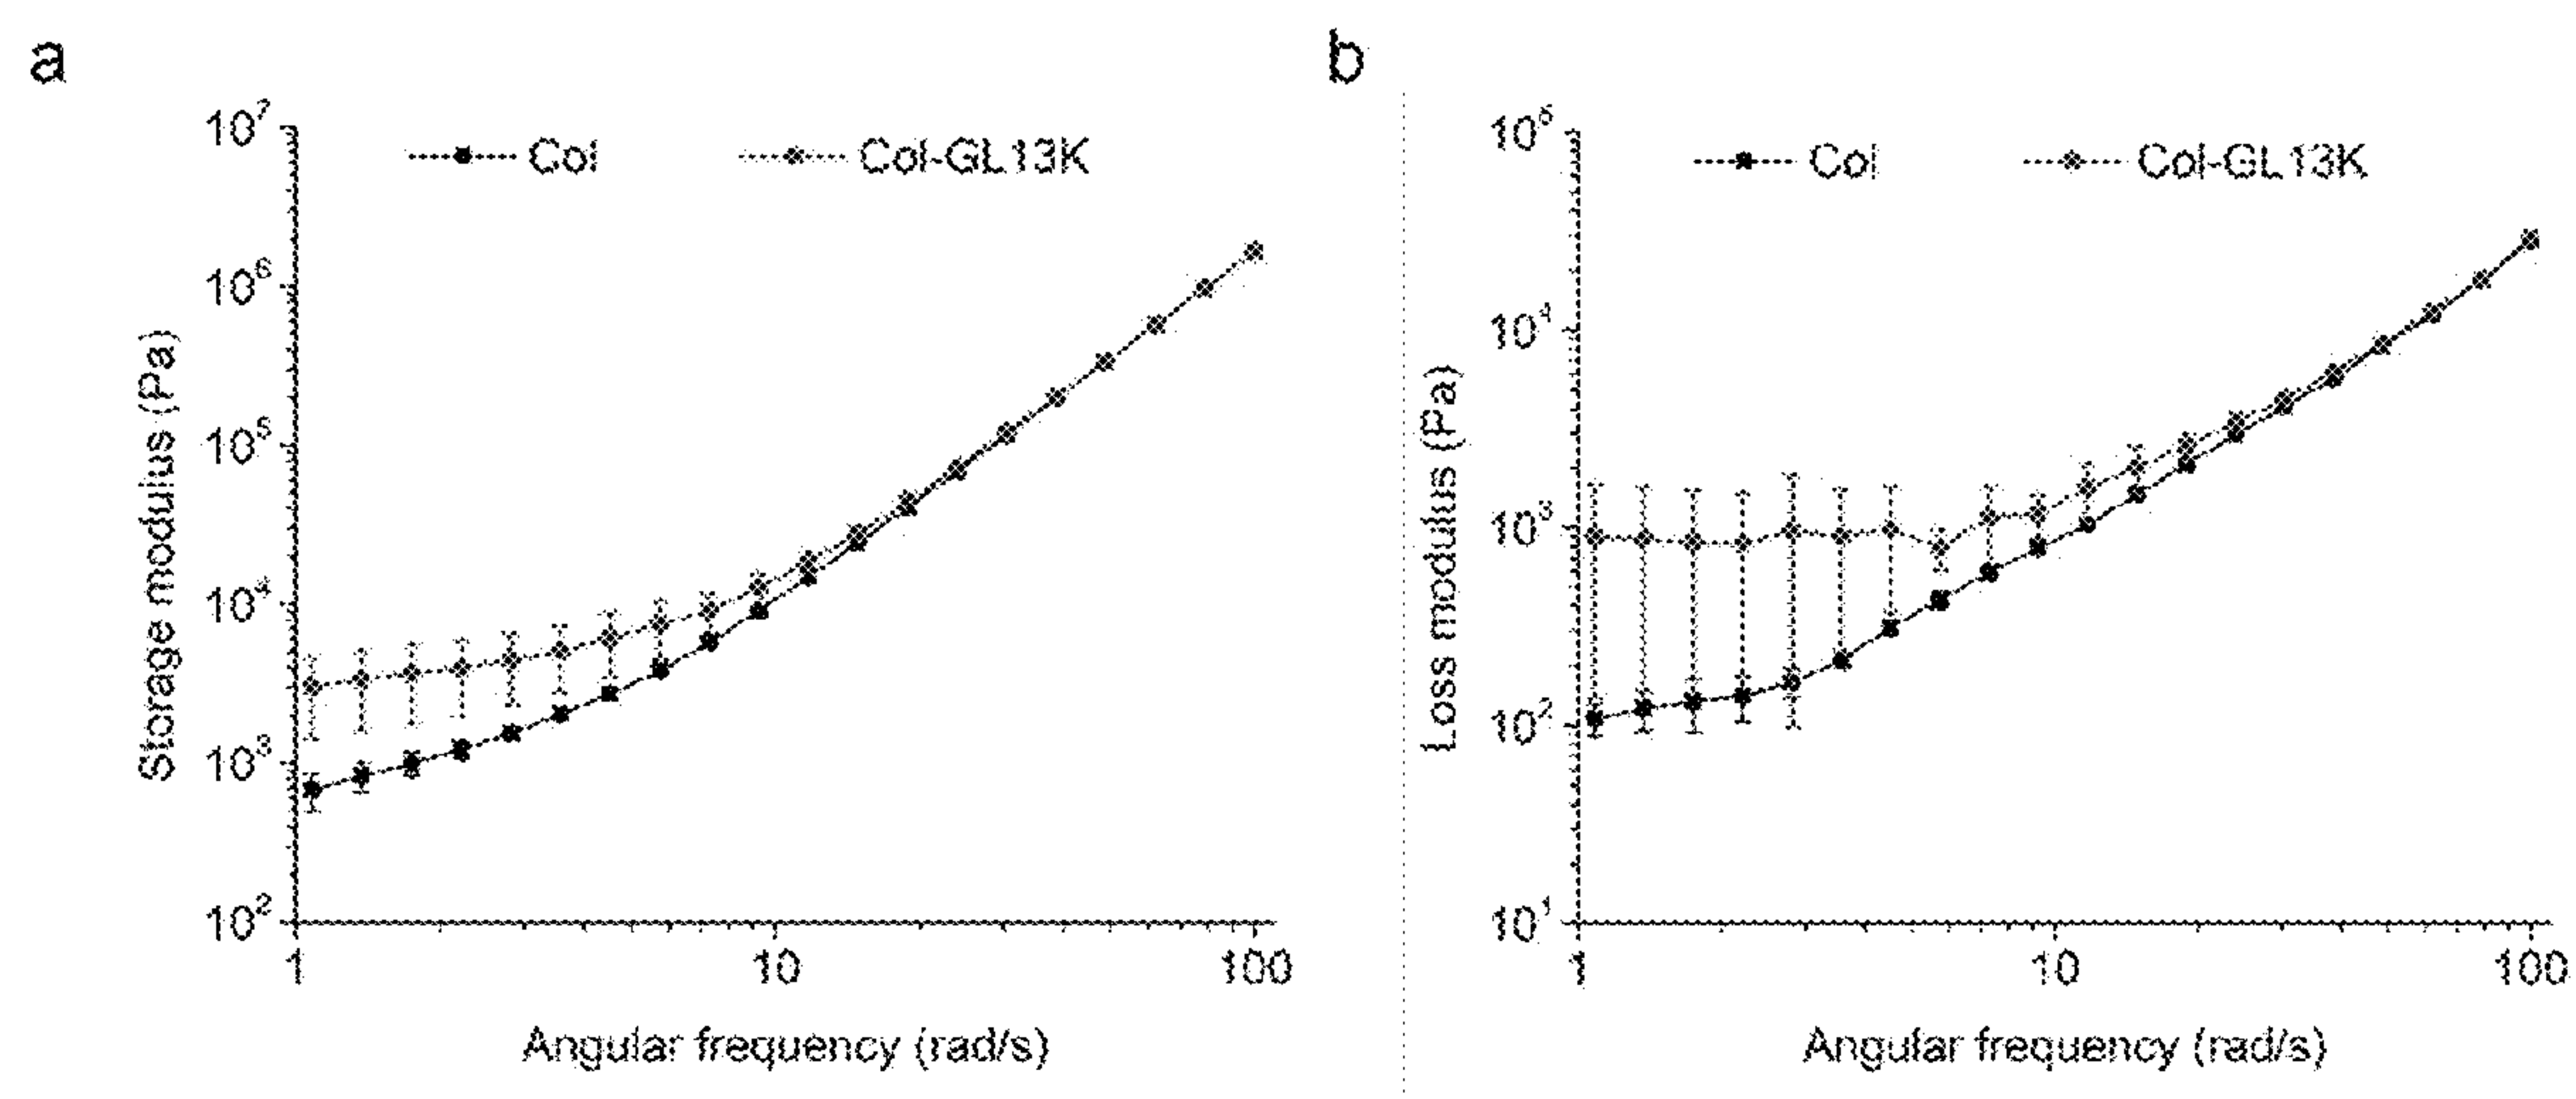 a
b
10⁷
Col
Col-GL13K
10⁶
10⁵
10⁴
10³
10²
Storage modulus (Pa)
1
10
100
Angular frequency (rad/s)
10⁵
Col
Col-GL13K
10⁴
10³
10²
10¹
Loss modulus (Pa)
1
10
100
Angular frequency (rad/s)